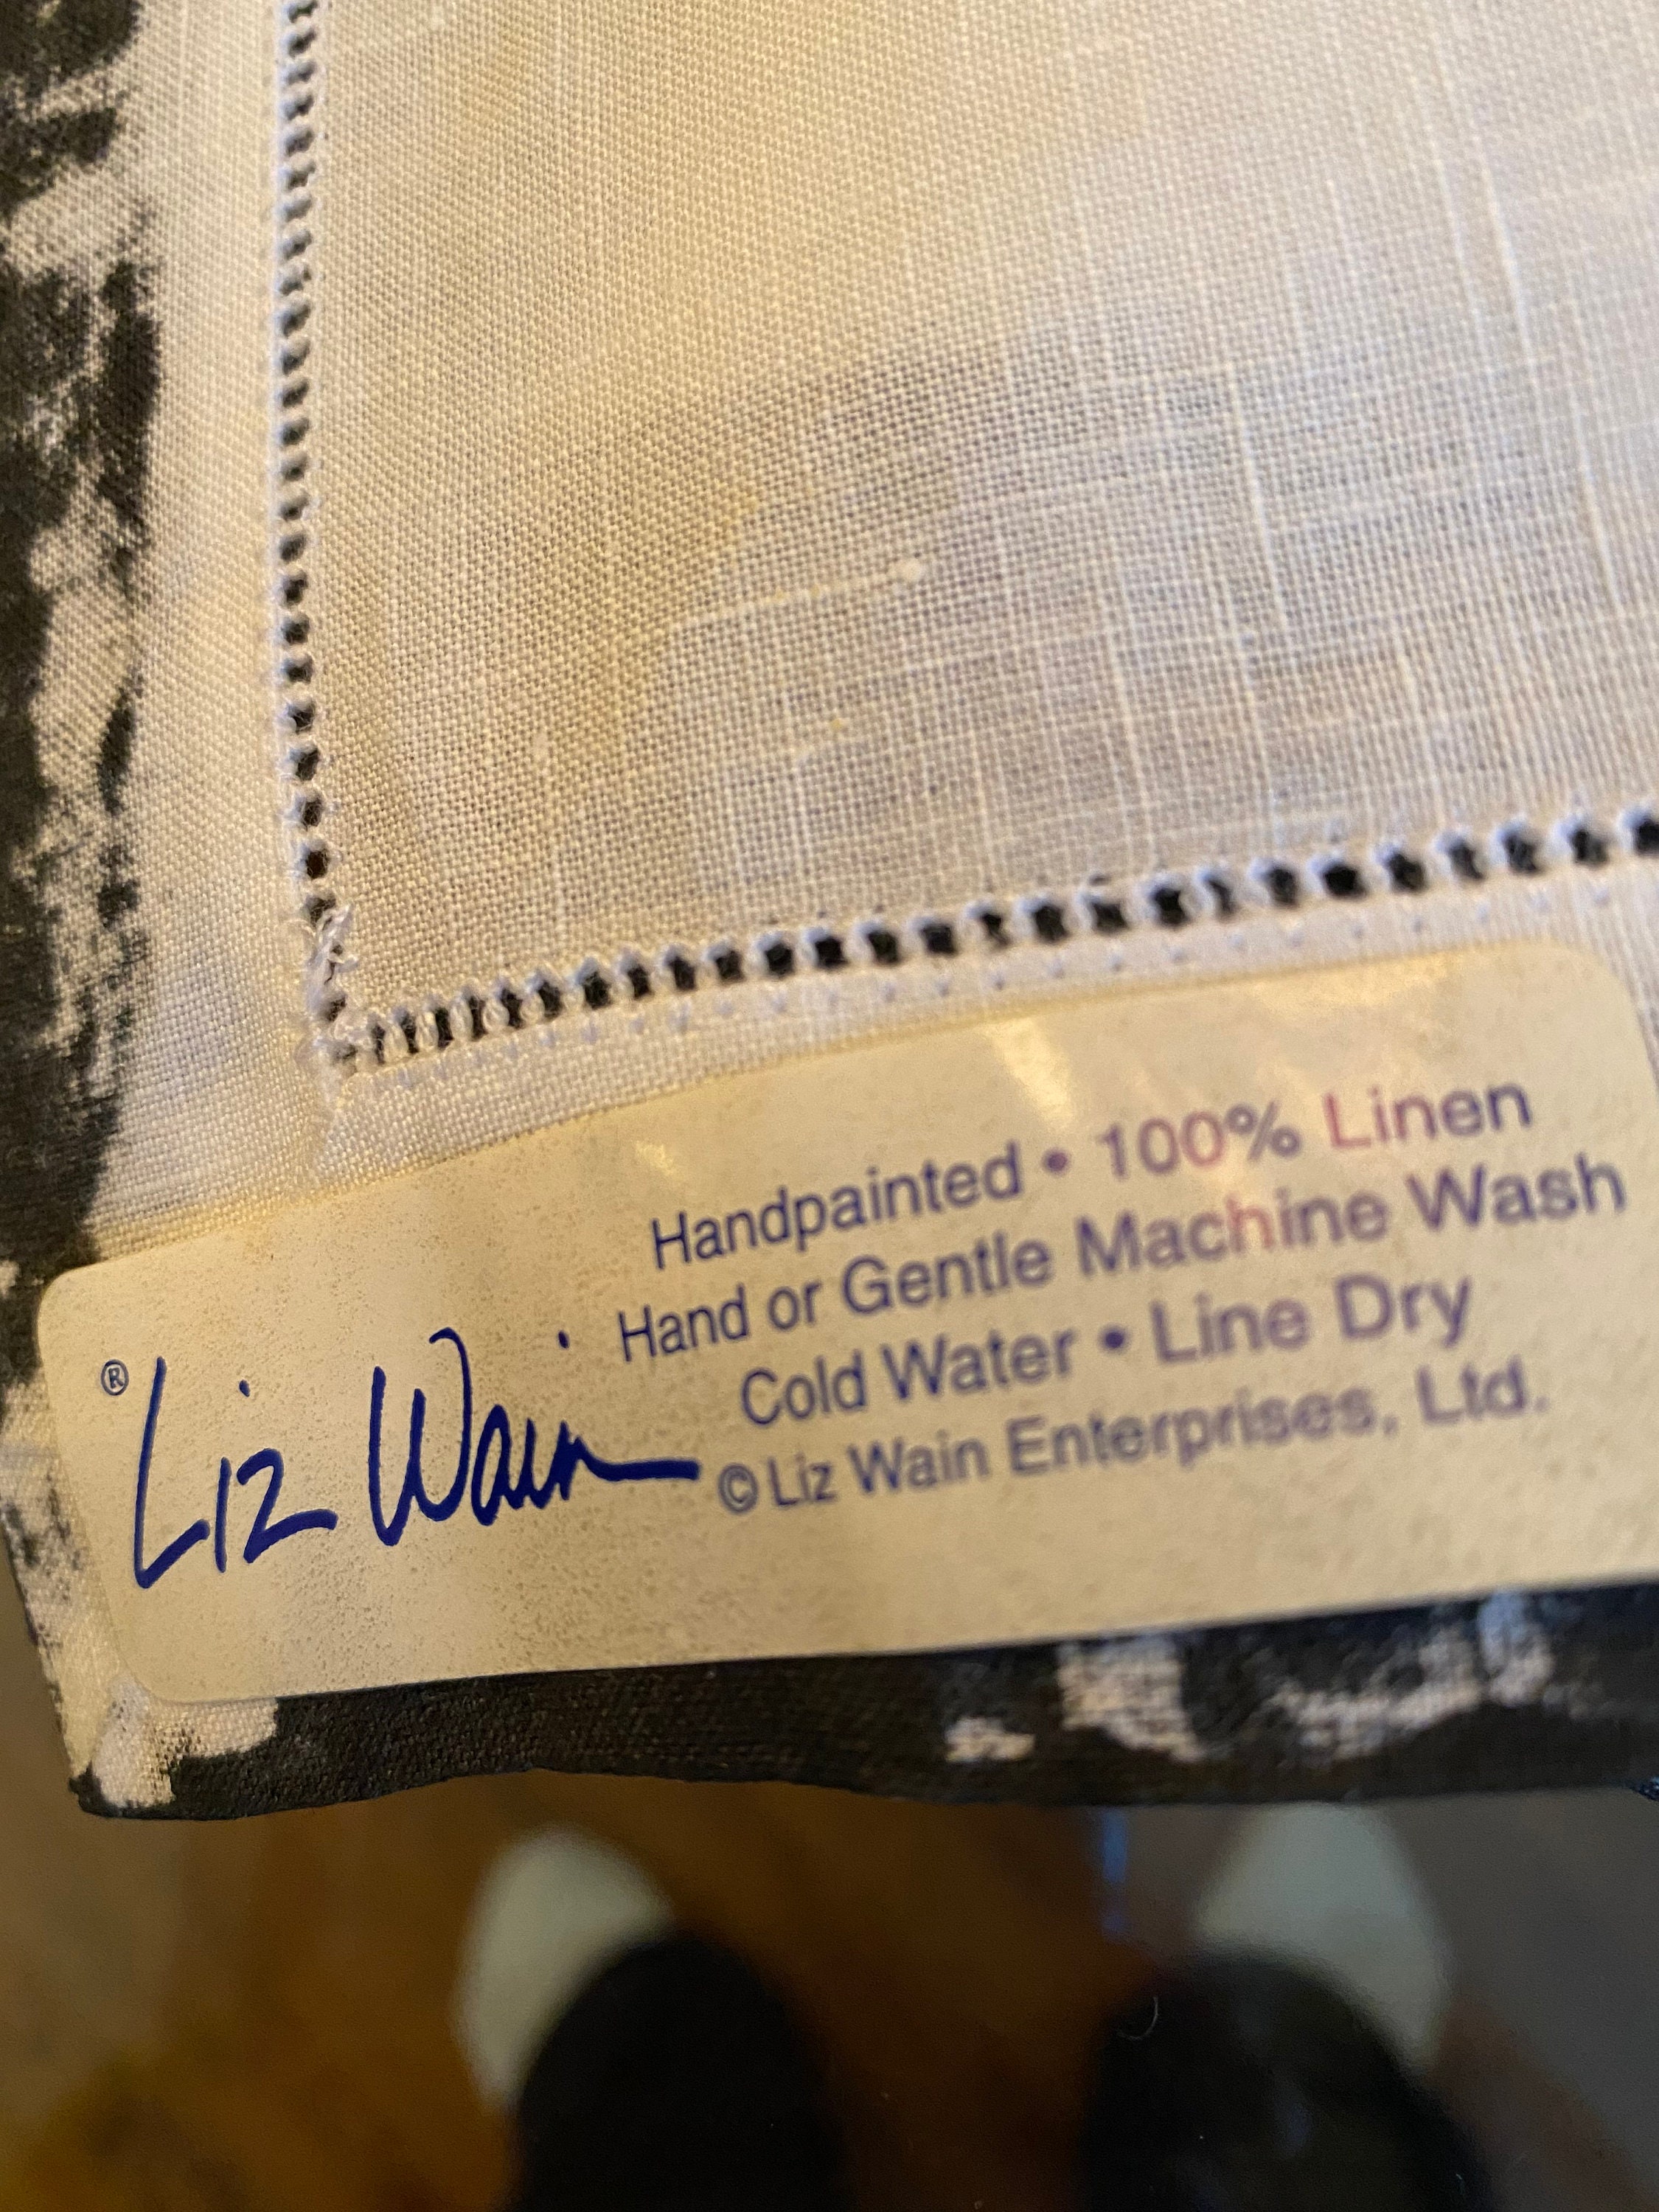 ® Liz Wain
Handpainted • 100% Linen
Hand or Gentle Machine Wash
Cold Water • Line Dry
© Liz Wain Enterprises, Ltd.